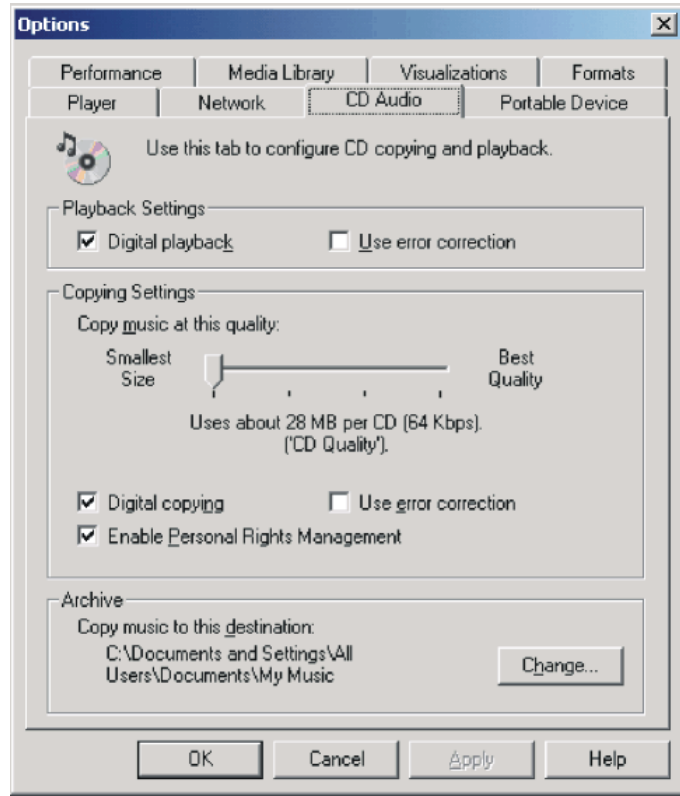 Options
Performance Media Library Visualizations Formats
Player Network CD Audio Portable Device
Use this tab to configure CD copying and playback.
Playback Settings
Digital playback Use error correction
Copying Settings
Copy music at this quality:
Smallest Size
Best Quality
Uses about 28 MB per CD (64 Kbps).
('CD Quality').
Digital copying Use error correction
Enable Personal Rights Management
Archive
Copy music to this destination:
C:\Documents and Settings\All
Users\Documents\My Music
Change...
OK Cancel Apply Help